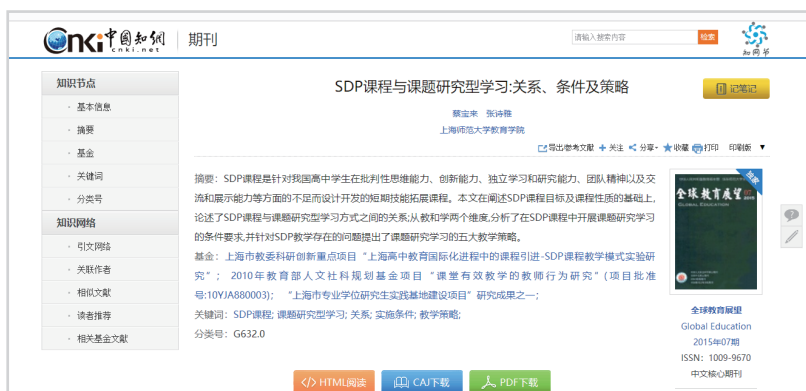 Cnki中国知网 期刊
cnki.net
请输入搜索内容 检索
知网节
知识节点
· 基本信息
· 摘要
· 基金
· 关键词
· 分类号
知识网络
· 引文网络
· 关联作者
· 相似文献
· 读者推荐
· 相关基金文献
SDP课程与课题研究型学习:关系、条件及策略
记笔记
蔡宝来 张诗雅
上海师范大学教育学院
导出/参考文献 关注 分享 收藏 打印 印刷版
摘要：SDP课程是针对我国高中学生在批判性思维能力、创新能力、独立学习和研究能力、团队精神以及交
流和展示能力等方面的不足而设计开发的短期技能拓展课程。本文在阐述SDP课程目标及课程性质的基础上,
论述了SDP课程与课题研究型学习方式之间的关系;从教和学两个维度,分析了在SDP课程中开展课题研究学习
的条件要求,并针对SDP教学存在的问题提出了课题研究学习的五大教学策略。
基金：上海市教委科研创新重点项目“上海高中教育国际化进程中的课程引进-SDP课程教学模式实验研
究”； 2010年教育部人文社科规划基金项目“课堂有效教学的教师行为研究”(项目批准
号:10YJA880003)； “上海市专业学位研究生实践基地建设项目”研究成果之一;
关键词：SDP课程; 课题研究型学习; 关系; 实施条件; 教学策略;
分类号：G632.0
</> HTML阅读 CAJ下载 PDF下载
独家
全球教育展望 07
GLOBAL EDUCATION 2015
全球教育展望
Global Education
2015年07期
ISSN：1009-9670
中文核心期刊